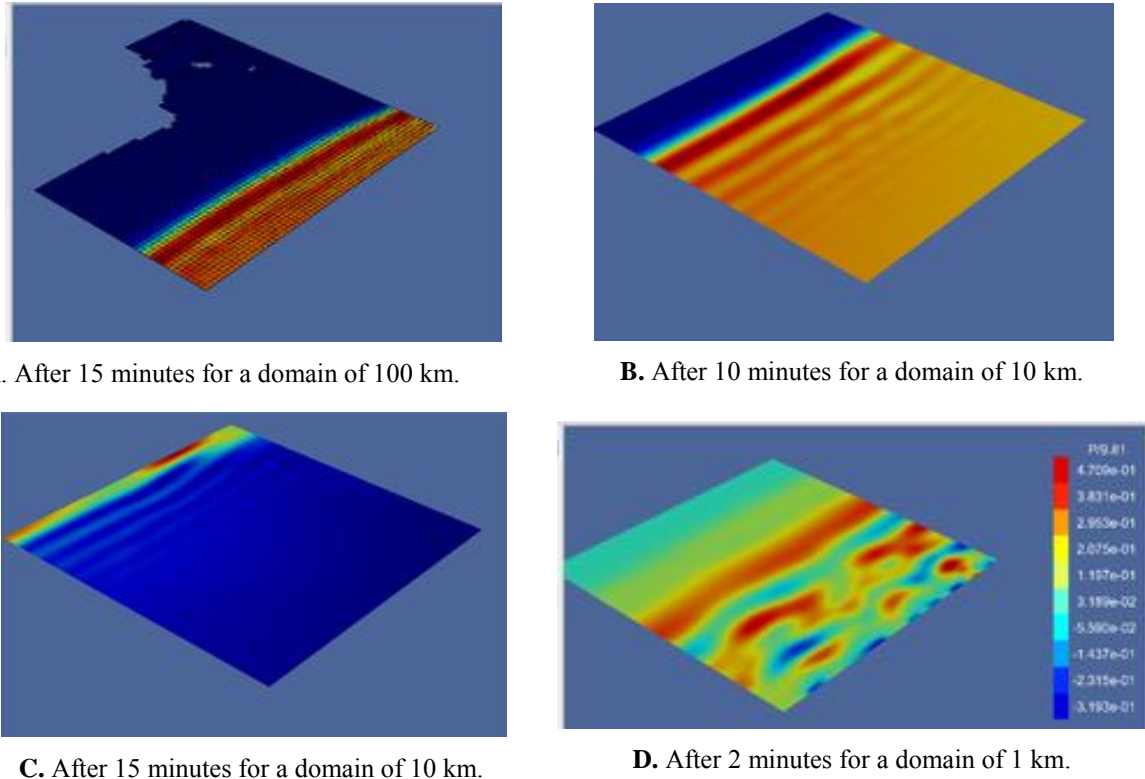 . After 15 minutes for a domain of 100 km.
B. After 10 minutes for a domain of 10 km.
P/9.81
4.709e-01
3.831e-01
2.953e-01
2.075e-01
1.197e-01
3.189e-02
-5.590e-02
-1.437e-01
-2.315e-01
-3.193e-01
C. After 15 minutes for a domain of 10 km.
D. After 2 minutes for a domain of 1 km.